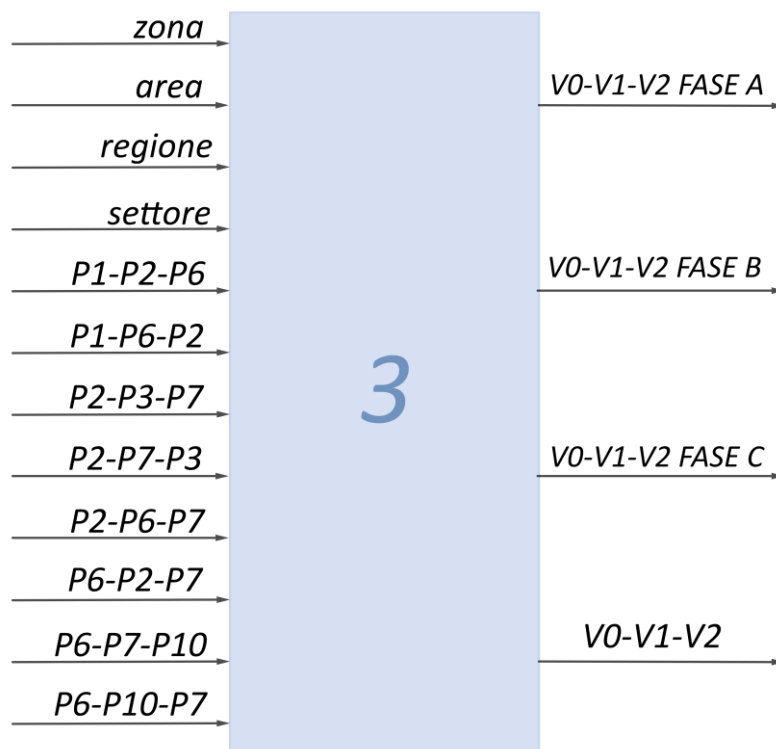 zona
area
regione
settore
P1-P2-P6
P1-P6-P2
P2-P3-P7
P2-P7-P3
P2-P6-P7
P6-P2-P7
P6-P7-P10
P6-P10-P7
3
V0-V1-V2 FASE A
V0-V1-V2 FASE B
V0-V1-V2 FASE C
V0-V1-V2